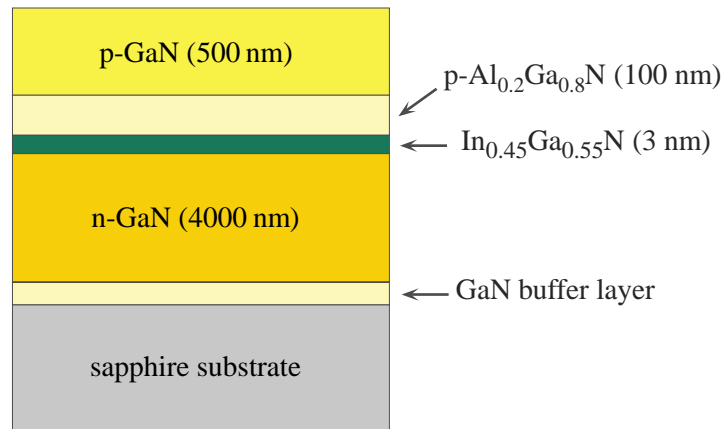 p-GaN (500 nm)
p-Al₀.₂Ga₀.₈N (100 nm)
In₀.₄₅Ga₀.₅₅N (3 nm)
n-GaN (4000 nm)
GaN buffer layer
sapphire substrate